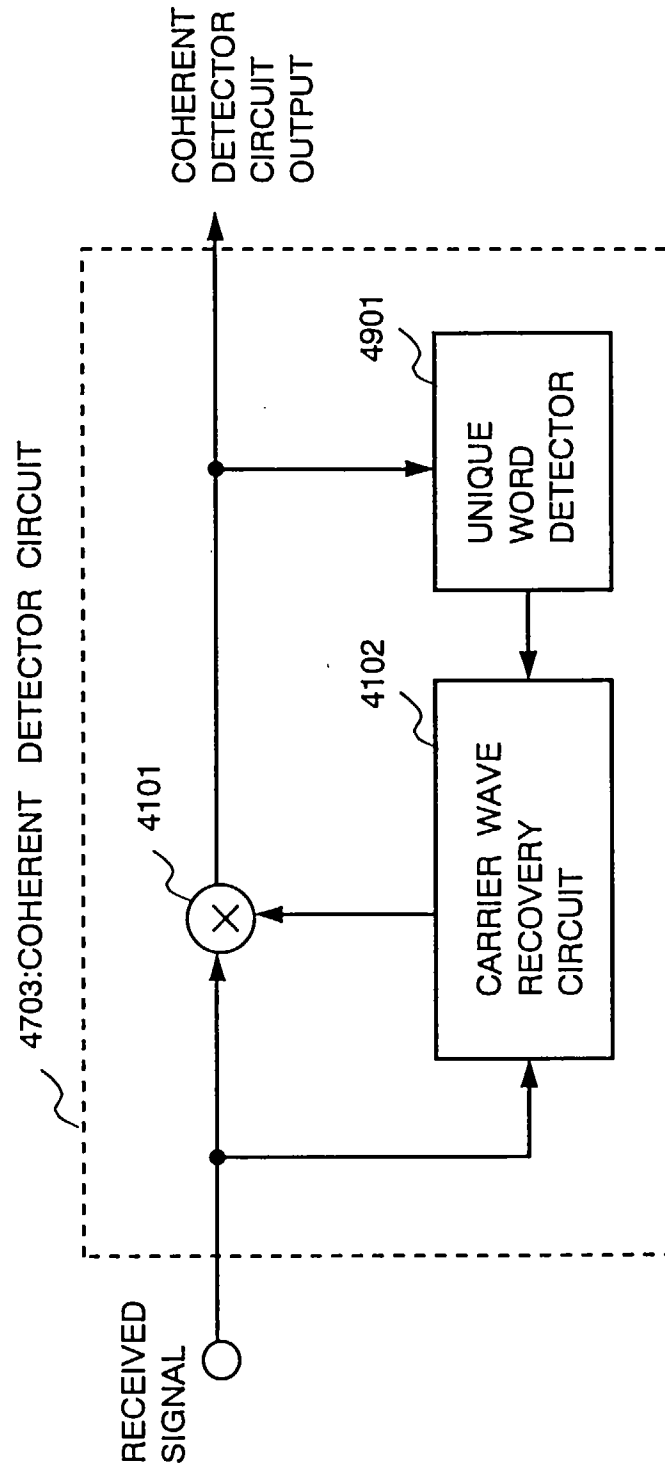 4703:COHERENT DETECTOR CIRCUIT
RECEIVED
SIGNAL
4101
×
COHERENT
DETECTOR
CIRCUIT
OUTPUT
4102
CARRIER WAVE
RECOVERY
CIRCUIT
4901
UNIQUE
WORD
DETECTOR